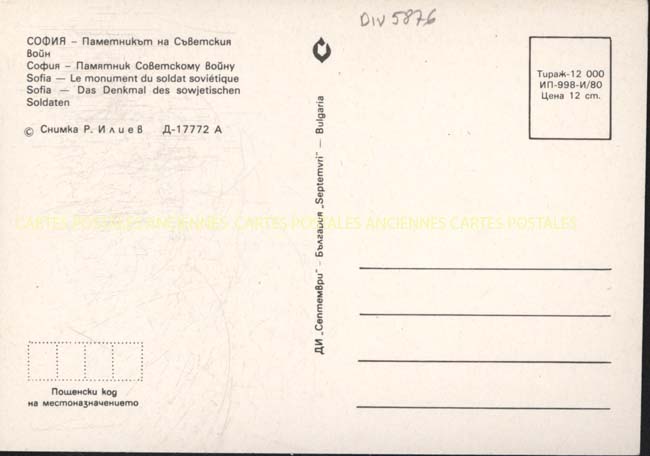 DIV 5876
СОФИЯ – Паметникът на Съветския
воин
София – Памятник Советскому воину
Sofia — Le monument du soldat soviétique
Sofia — Das Denkmal des sowjetischen
Soldaten
© Снимка Р. Илиев Д-17772 А
ДИ „Септември" - България „Septemvri" — Bulgaria
Тираж-12 000
ИП-998-И/80
Цена 12 ст.
CARTES POSTALES ANCIENNES CARTES POSTALES ANCIENNES CARTES POSTALES
Пощенски код
на местоназначението